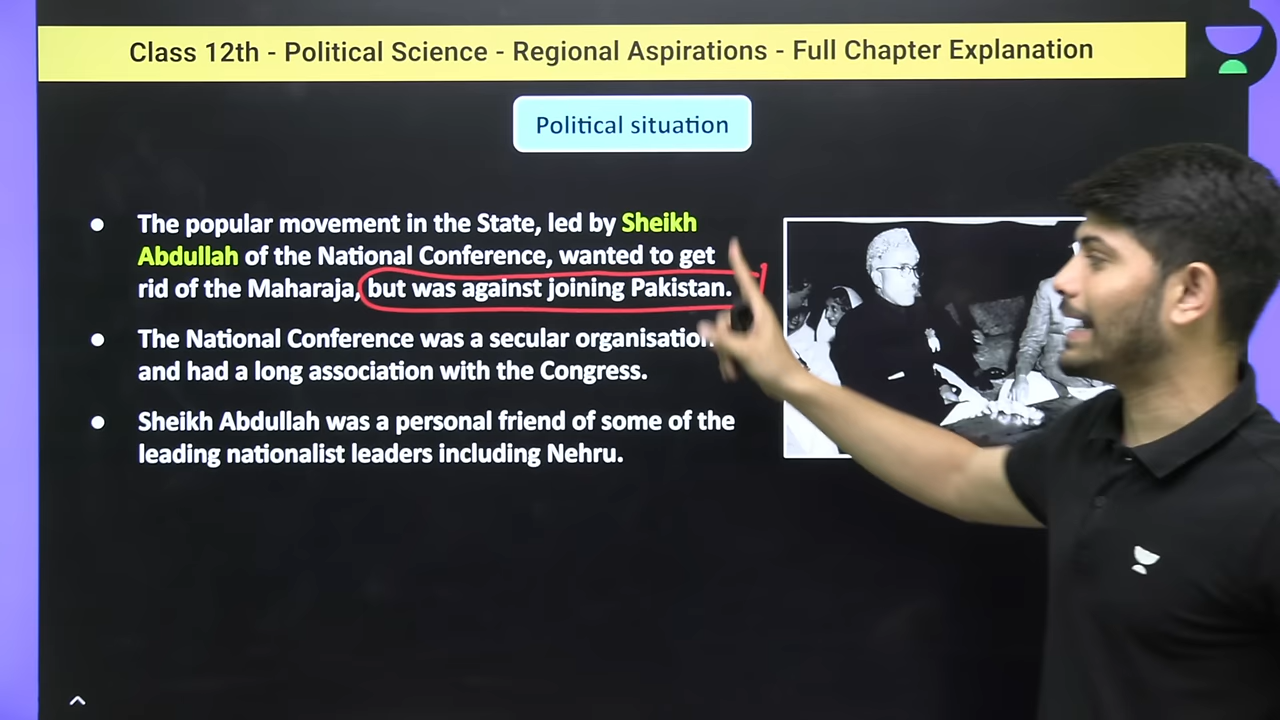 Class 12th - Political Science - Regional Aspirations - Full Chapter Explanation
Political situation
● The popular movement in the State, led by Sheikh
Abdullah of the National Conference, wanted to get
rid of the Maharaja, but was against joining Pakistan.
● The National Conference was a secular organisation
and had a long association with the Congress.
● Sheikh Abdullah was a personal friend of some of the
leading nationalist leaders including Nehru.